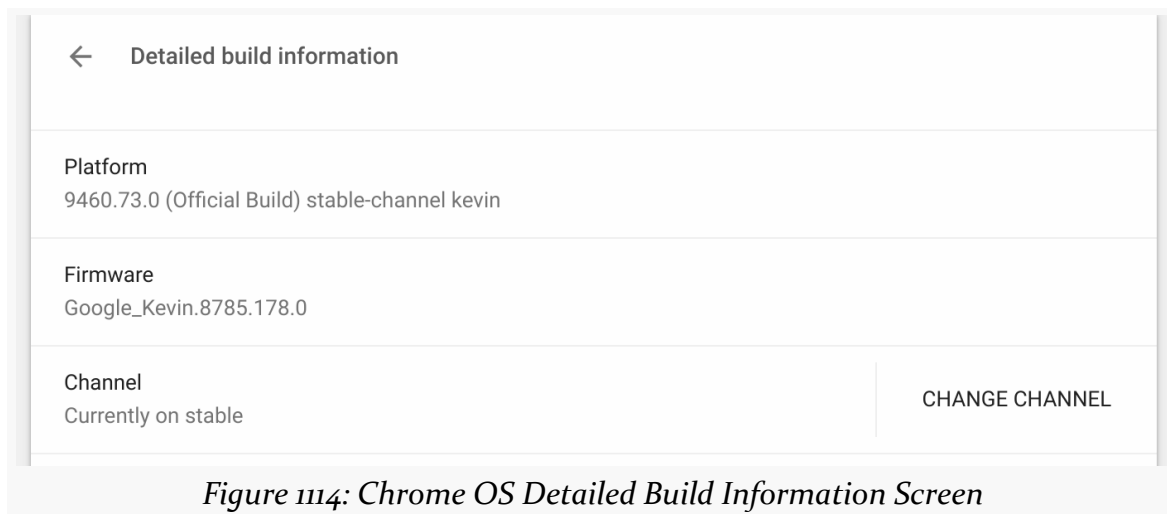 Detailed build information
Platform
9460.73.0 (Official Build) stable-channel kevin
Firmware
Google_Kevin.8785.178.0
Channel
Currently on stable
CHANGE CHANNEL
Figure 1114: Chrome OS Detailed Build Information Screen